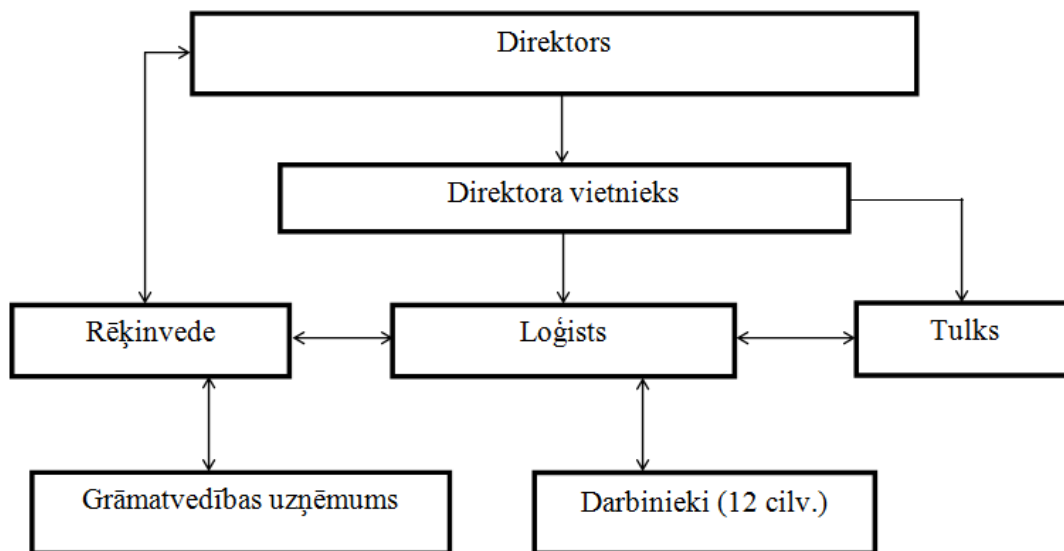 Direktors
Direktora vietnieks
Rēķinvede
Loģists
Tulks
Grāmatvedības uzņēmums
Darbinieki (12 cilv.)